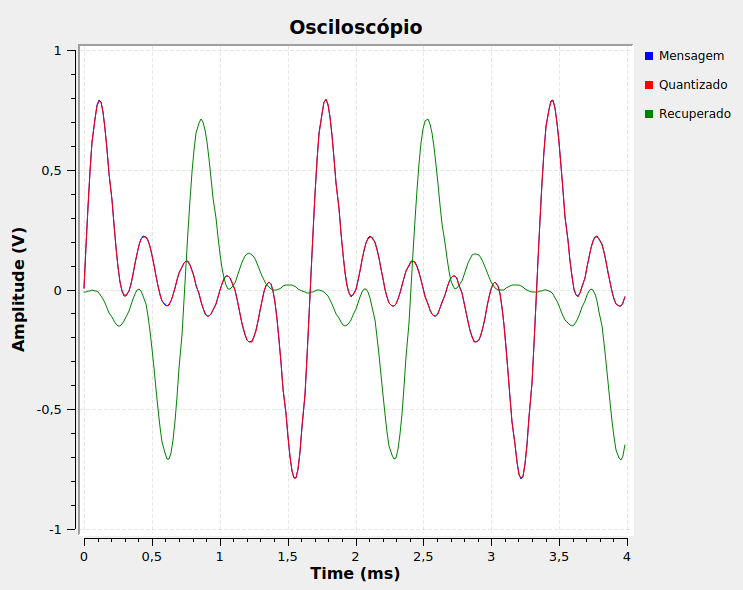 Osciloscópio
Mensagem
Quantizado
Recuperado
Amplitude (V)
1
0,5
0
-0,5
-1
0 0,5 1 1,5 2 2,5 3 3,5 4
Time (ms)